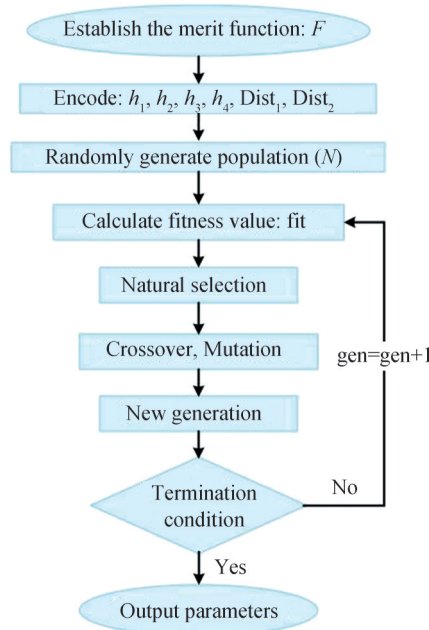 Establish the merit function: F
Encode: h₁, h₂, h₃, h₄, Dist₁, Dist₂
Randomly generate population (N)
Calculate fitness value: fit
Natural selection
Crossover, Mutation
gen=gen+1
New generation
Termination
condition
No
Yes
Output parameters